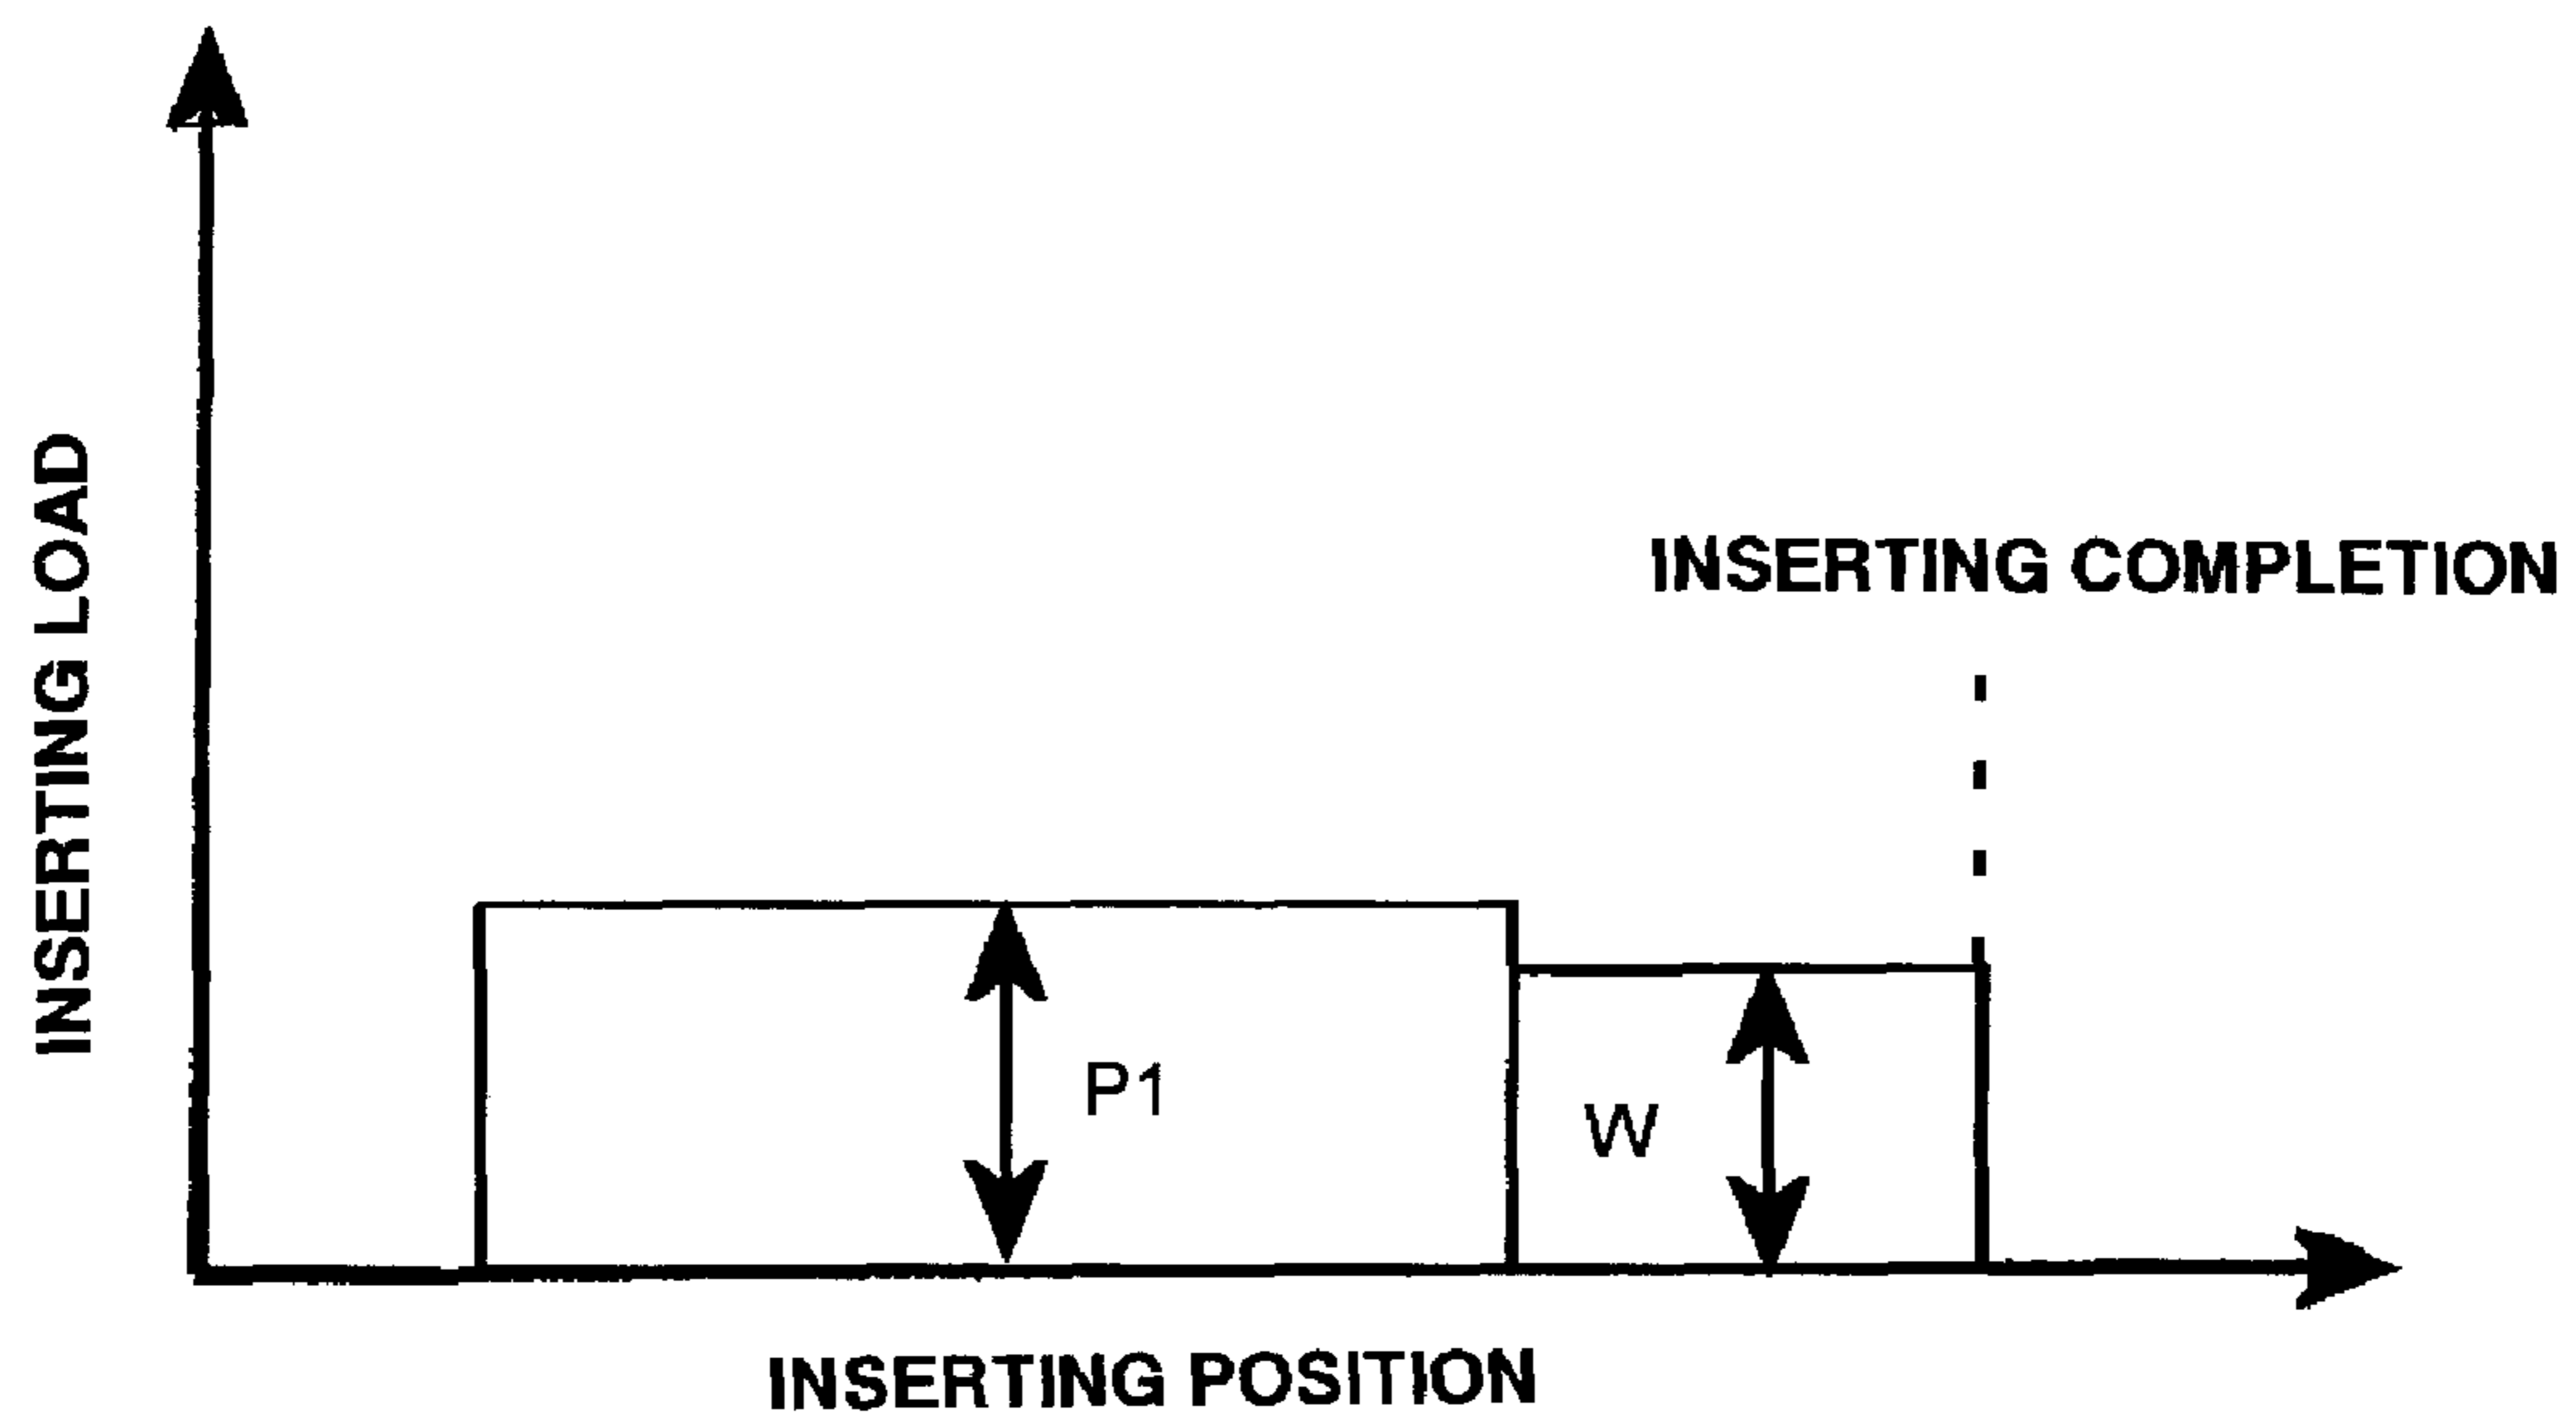 INSERTING LOAD
INSERTING COMPLETION
P1
W
INSERTING POSITION